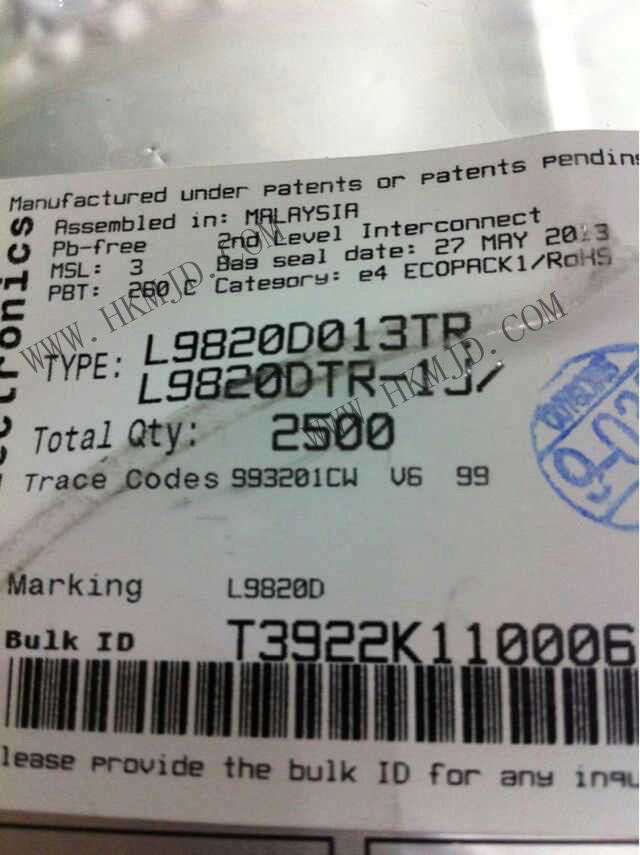 Manufactured under patents or patents pending
Assembled in: MALAYSIA
Pb-free 2nd Level Interconnect
MSL: 3 Bag seal date: 27 MAY 2013
PBT: 260 C Category: e4 ECOPACK1/RoHS
ectronics
TYPE: L9820D013TR
L9820DTR-13/
Total Qty: 2500
Trace Codes 993201CW V6 99
Marking L9820D
Bulk ID T3922K110006
lease provide the bulk ID for any inqu
WWW.HKMJD.COM
WWW.HKMJD.COM